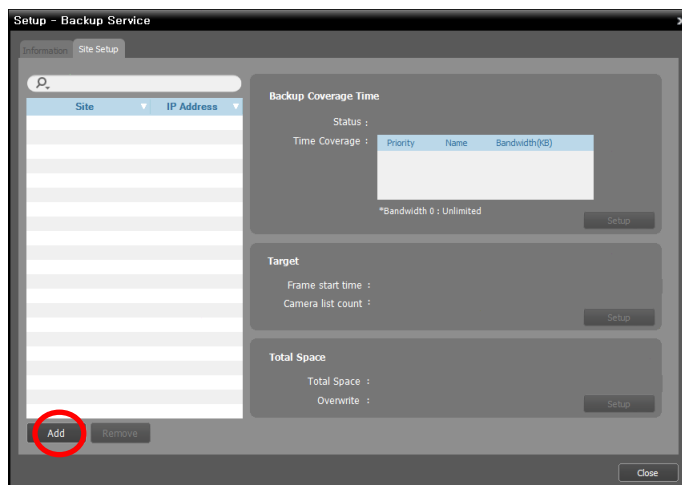 Setup - Backup Service
Information
Site Setup
Site
IP Address
Backup Coverage Time
Status :
Time Coverage :
Priority
Name
Bandwidth(KB)
*Bandwidth 0 : Unlimited
Setup
Target
Frame start time :
Camera list count :
Setup
Total Space
Total Space :
Overwrite :
Setup
Add
Remove
Close